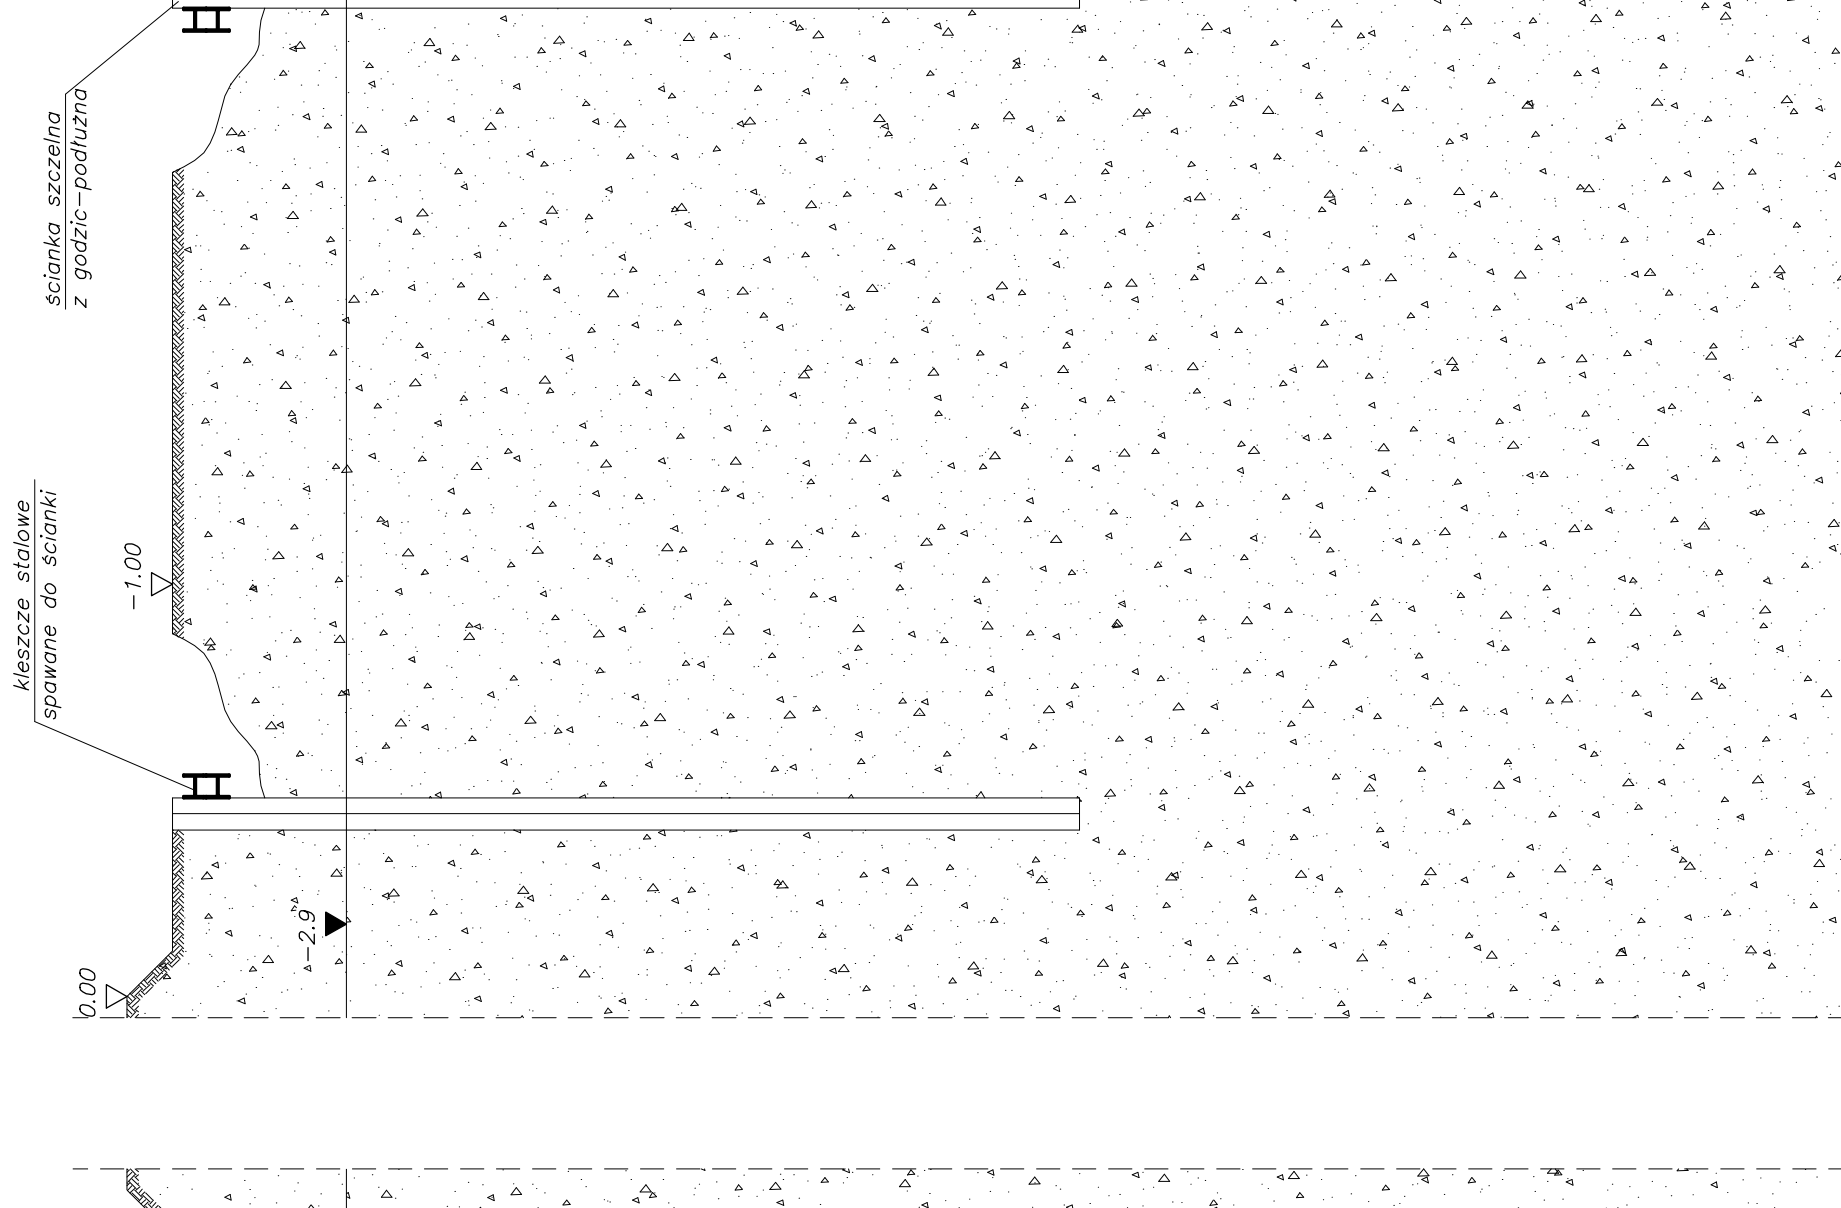 ścianka szczelna
z godzic-podłużna
kleszcze stalowe
spawane do ścianki
-1.00
-2.9
0.00